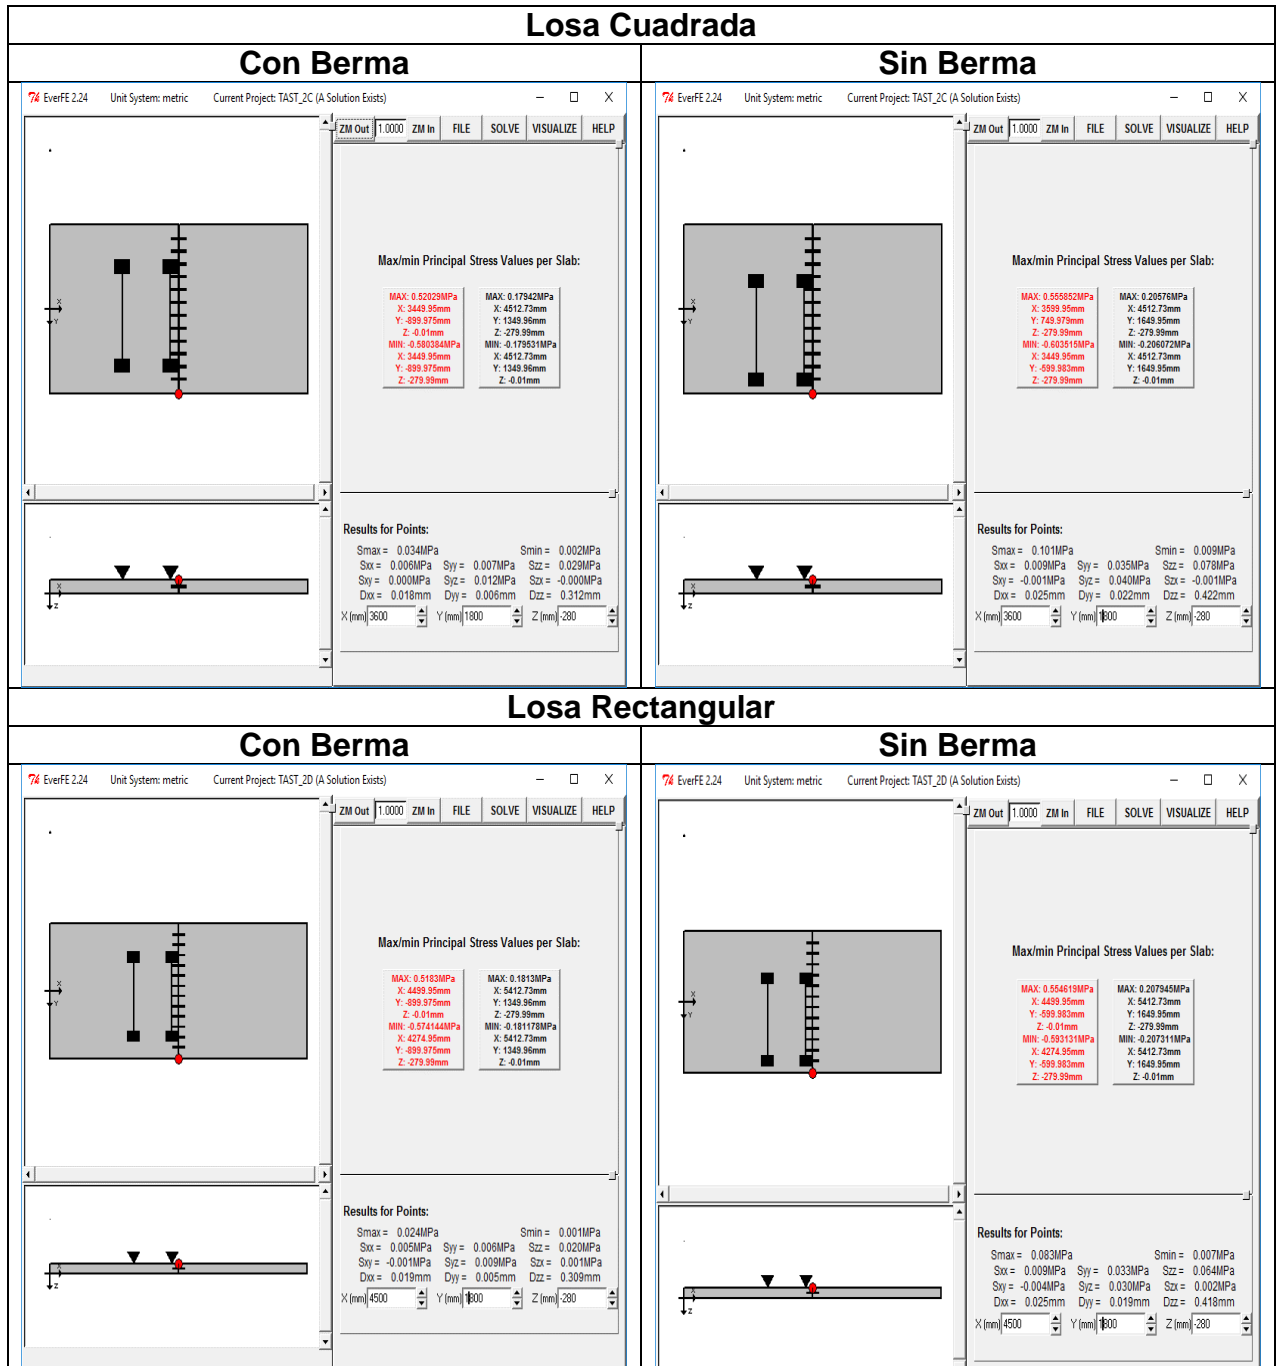 Losa Cuadrada
Con Berma
Sin Berma
EverFE 2.24 Unit System: metric Current Project: TAST_2C (A Solution Exists)
ZM Out 1.0000 ZM In FILE SOLVE VISUALIZE HELP
X
Y
Max/min Principal Stress Values per Slab:
MAX: 0.52029MPa
X: 3449.95mm
Y: -899.975mm
Z: -0.01mm
MIN: -0.580384MPa
X: 3449.95mm
Y: -899.975mm
Z: -279.99mm
MAX: 0.17942MPa
X: 4512.73mm
Y: 1349.96mm
Z: -279.99mm
MIN: -0.179531MPa
X: 4512.73mm
Y: 1349.96mm
Z: -0.01mm
X
Z
Results for Points:
Smax = 0.034MPa Smin = 0.002MPa
Sxx = 0.006MPa Syy = 0.007MPa Szz = 0.029MPa
Sxy = 0.000MPa Syz = 0.012MPa Szx = -0.000MPa
Dxx = 0.018mm Dyy = 0.006mm Dzz = 0.312mm
X (mm) 3600 Y (mm) 1800 Z (mm) -280
EverFE 2.24 Unit System: metric Current Project: TAST_2C (A Solution Exists)
ZM Out 1.0000 ZM In FILE SOLVE VISUALIZE HELP
X
Y
Max/min Principal Stress Values per Slab:
MAX: 0.555852MPa
X: 3599.95mm
Y: 749.979mm
Z: -279.99mm
MIN: -0.603515MPa
X: 3449.95mm
Y: -599.983mm
Z: -279.99mm
MAX: 0.20576MPa
X: 4512.73mm
Y: 1649.95mm
Z: -279.99mm
MIN: -0.206072MPa
X: 4512.73mm
Y: 1649.95mm
Z: -0.01mm
X
Z
Results for Points:
Smax = 0.101MPa Smin = 0.009MPa
Sxx = 0.009MPa Syy = 0.035MPa Szz = 0.078MPa
Sxy = -0.001MPa Syz = 0.040MPa Szx = -0.001MPa
Dxx = 0.025mm Dyy = 0.022mm Dzz = 0.422mm
X (mm) 3600 Y (mm) 1800 Z (mm) -280
Losa Rectangular
Con Berma
Sin Berma
EverFE 2.24 Unit System: metric Current Project: TAST_2D (A Solution Exists)
ZM Out 1.0000 ZM In FILE SOLVE VISUALIZE HELP
X
Y
Max/min Principal Stress Values per Slab:
MAX: 0.5183MPa
X: 4499.95mm
Y: -899.975mm
Z: -0.01mm
MIN: -0.574144MPa
X: 4274.95mm
Y: -899.975mm
Z: -279.99mm
MAX: 0.1813MPa
X: 5412.73mm
Y: 1349.96mm
Z: -279.99mm
MIN: -0.181178MPa
X: 5412.73mm
Y: 1349.96mm
Z: -0.01mm
X
Z
Results for Points:
Smax = 0.024MPa Smin = 0.001MPa
Sxx = 0.005MPa Syy = 0.006MPa Szz = 0.020MPa
Sxy = -0.001MPa Syz = 0.009MPa Szx = 0.001MPa
Dxx = 0.019mm Dyy = 0.005mm Dzz = 0.309mm
X (mm) 4500 Y (mm) 1800 Z (mm) -280
EverFE 2.24 Unit System: metric Current Project: TAST_2D (A Solution Exists)
ZM Out 1.0000 ZM In FILE SOLVE VISUALIZE HELP
X
Y
Max/min Principal Stress Values per Slab:
MAX: 0.554619MPa
X: 4499.95mm
Y: -599.983mm
Z: -0.01mm
MIN: -0.593131MPa
X: 4274.95mm
Y: -599.983mm
Z: -279.99mm
MAX: 0.207945MPa
X: 5412.73mm
Y: 1649.95mm
Z: -279.99mm
MIN: -0.207311MPa
X: 5412.73mm
Y: 1649.95mm
Z: -0.01mm
X
Z
Results for Points:
Smax = 0.083MPa Smin = 0.007MPa
Sxx = 0.009MPa Syy = 0.033MPa Szz = 0.064MPa
Sxy = -0.004MPa Syz = 0.030MPa Szx = 0.002MPa
Dxx = 0.025mm Dyy = 0.019mm Dzz = 0.418mm
X (mm) 4500 Y (mm) 1800 Z (mm) -280